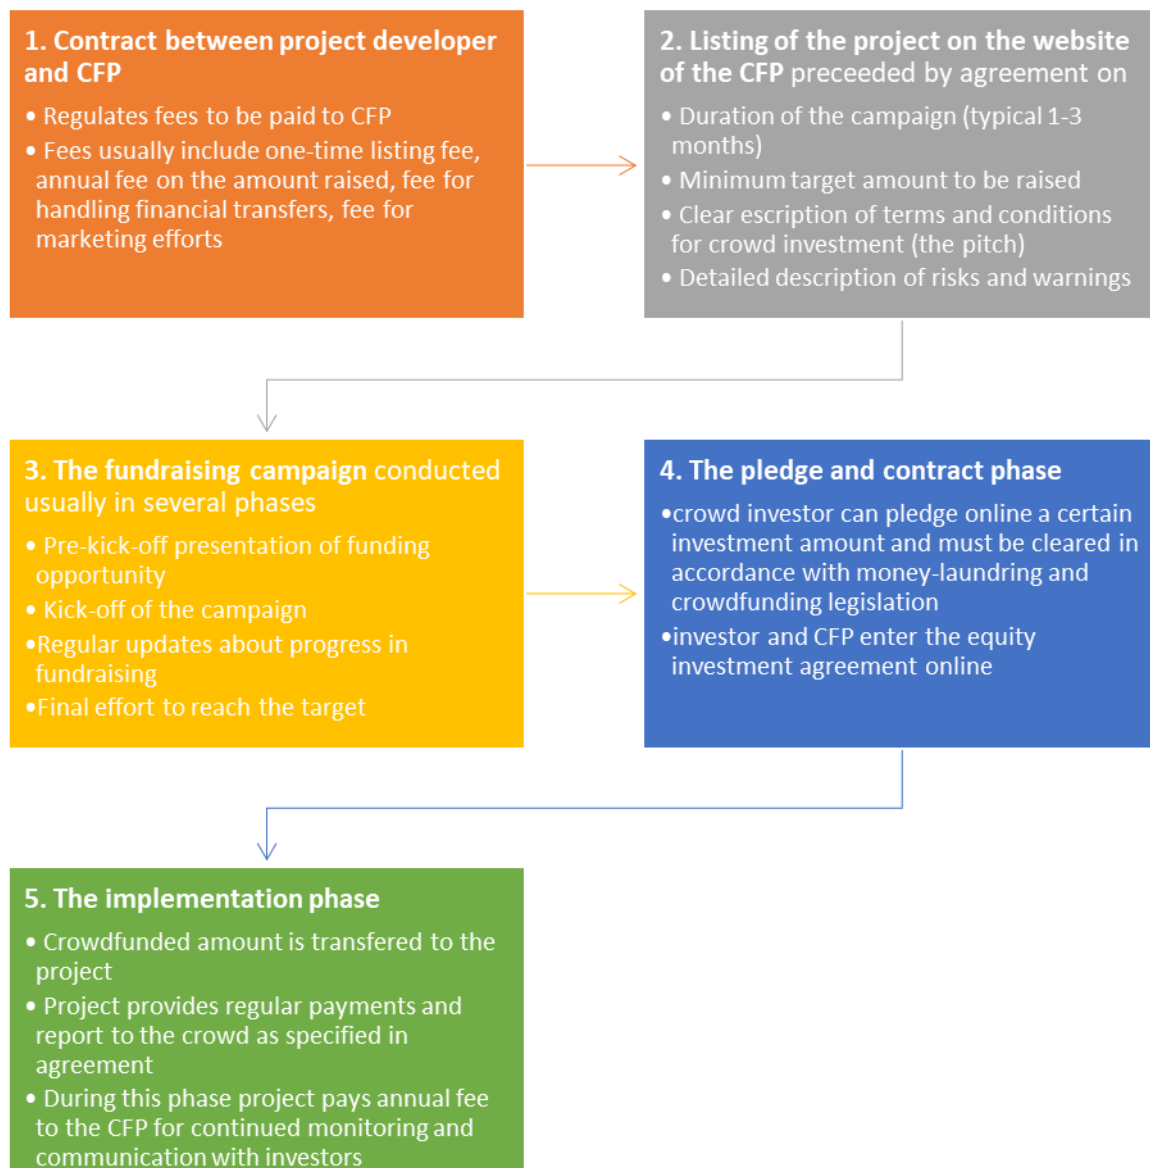 1. Contract between project developer
and CFP
• Regulates fees to be paid to CFP
• Fees usually include one-time listing fee,
annual fee on the amount raised, fee for
handling financial transfers, fee for
marketing efforts
2. Listing of the project on the website
of the CFP preceeded by agreement on
• Duration of the campaign (typical 1-3
months)
• Minimum target amount to be raised
• Clear escription of terms and conditions
for crowd investment (the pitch)
• Detailed description of risks and warnings
3. The fundraising campaign conducted
usually in several phases
• Pre-kick-off presentation of funding
opportunity
• Kick-off of the campaign
•Regular updates about progress in
fundraising
•Final effort to reach the target
4. The pledge and contract phase
•crowd investor can pledge online a certain
investment amount and must be cleared in
accordance with money-laundring and
crowdfunding legislation
•investor and CFP enter the equity
investment agreement online
5. The implementation phase
• Crowdfunded amount is transfered to the
project
• Project provides regular payments and
report to the crowd as specified in
agreement
• During this phase project pays annual fee
to the CFP for continued monitoring and
communication with investors